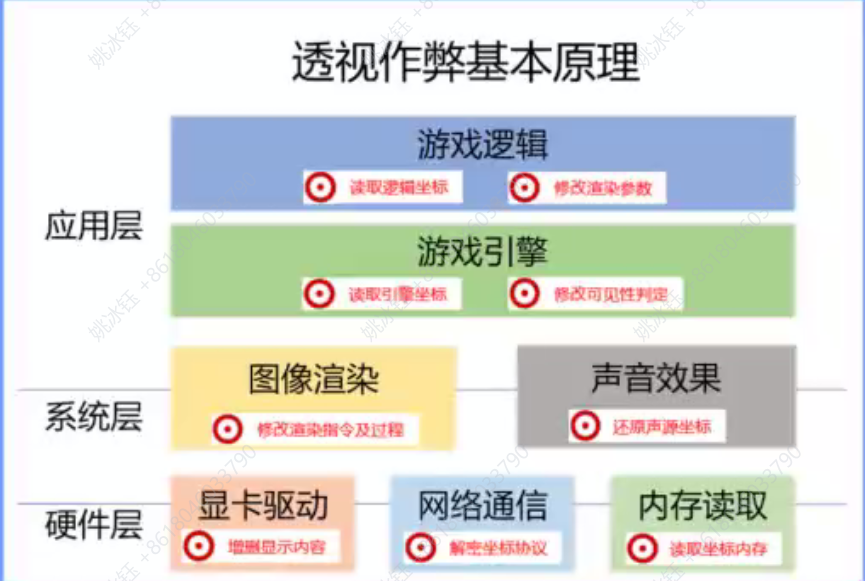 透视作弊基本原理
应用层
游戏逻辑
读取逻辑坐标 修改渲染参数
游戏引擎
读取引擎坐标 修改可见性判定
系统层
图像渲染
修改渲染指令及过程
声音效果
还原声源坐标
硬件层
显卡驱动
增删显示内容
网络通信
解密坐标协议
内存读取
读取坐标内存
姚冰钰